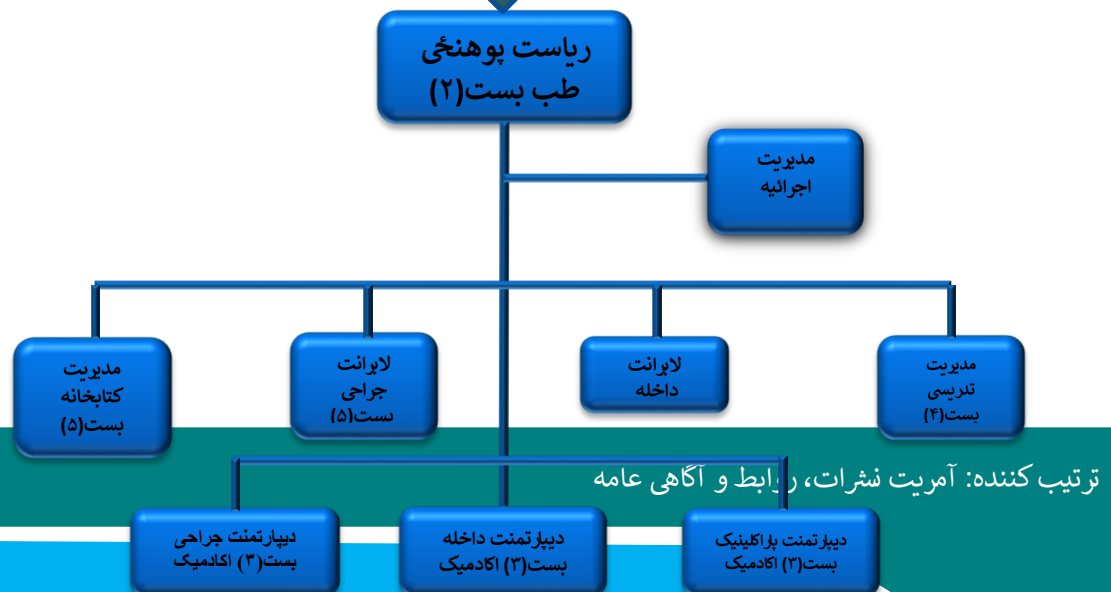 ریاست پوهنځی
طب بست(۲)
مدیریت
اجرائیه
مدیریت
تدریسی
بست(۴)
لابرانت
داخله
لابرانت
جراحی
بست(۵)
مدیریت
کتابخانه
بست(۵)
ترتیب کننده: آمریت نشرات، روابط و آگاهی عامه
دیپارتمنت پاراکلینیک
بست(۳) اکادمیک
دیپارتمنت داخله
بست(۳) اکادمیک
دیپارتمنت جراحی
بست(۳) اکادمیک